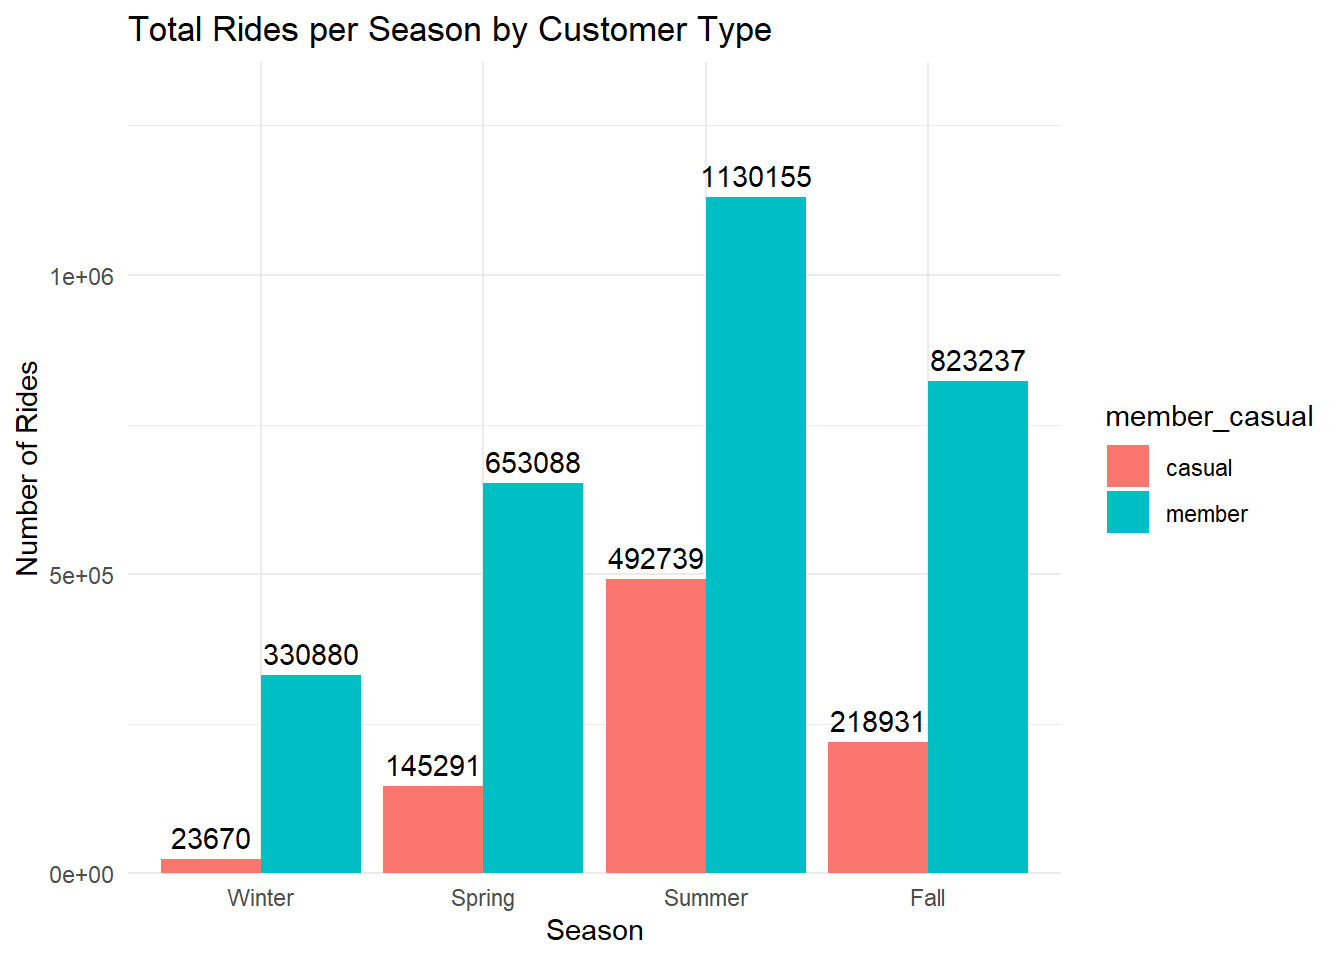 Total Rides per Season by Customer Type
Number of Rides
1e+06
5e+05
0e+00
23670
330880
145291
653088
492739
1130155
218931
823237
Winter
Spring
Summer
Fall
Season
member_casual
casual
member